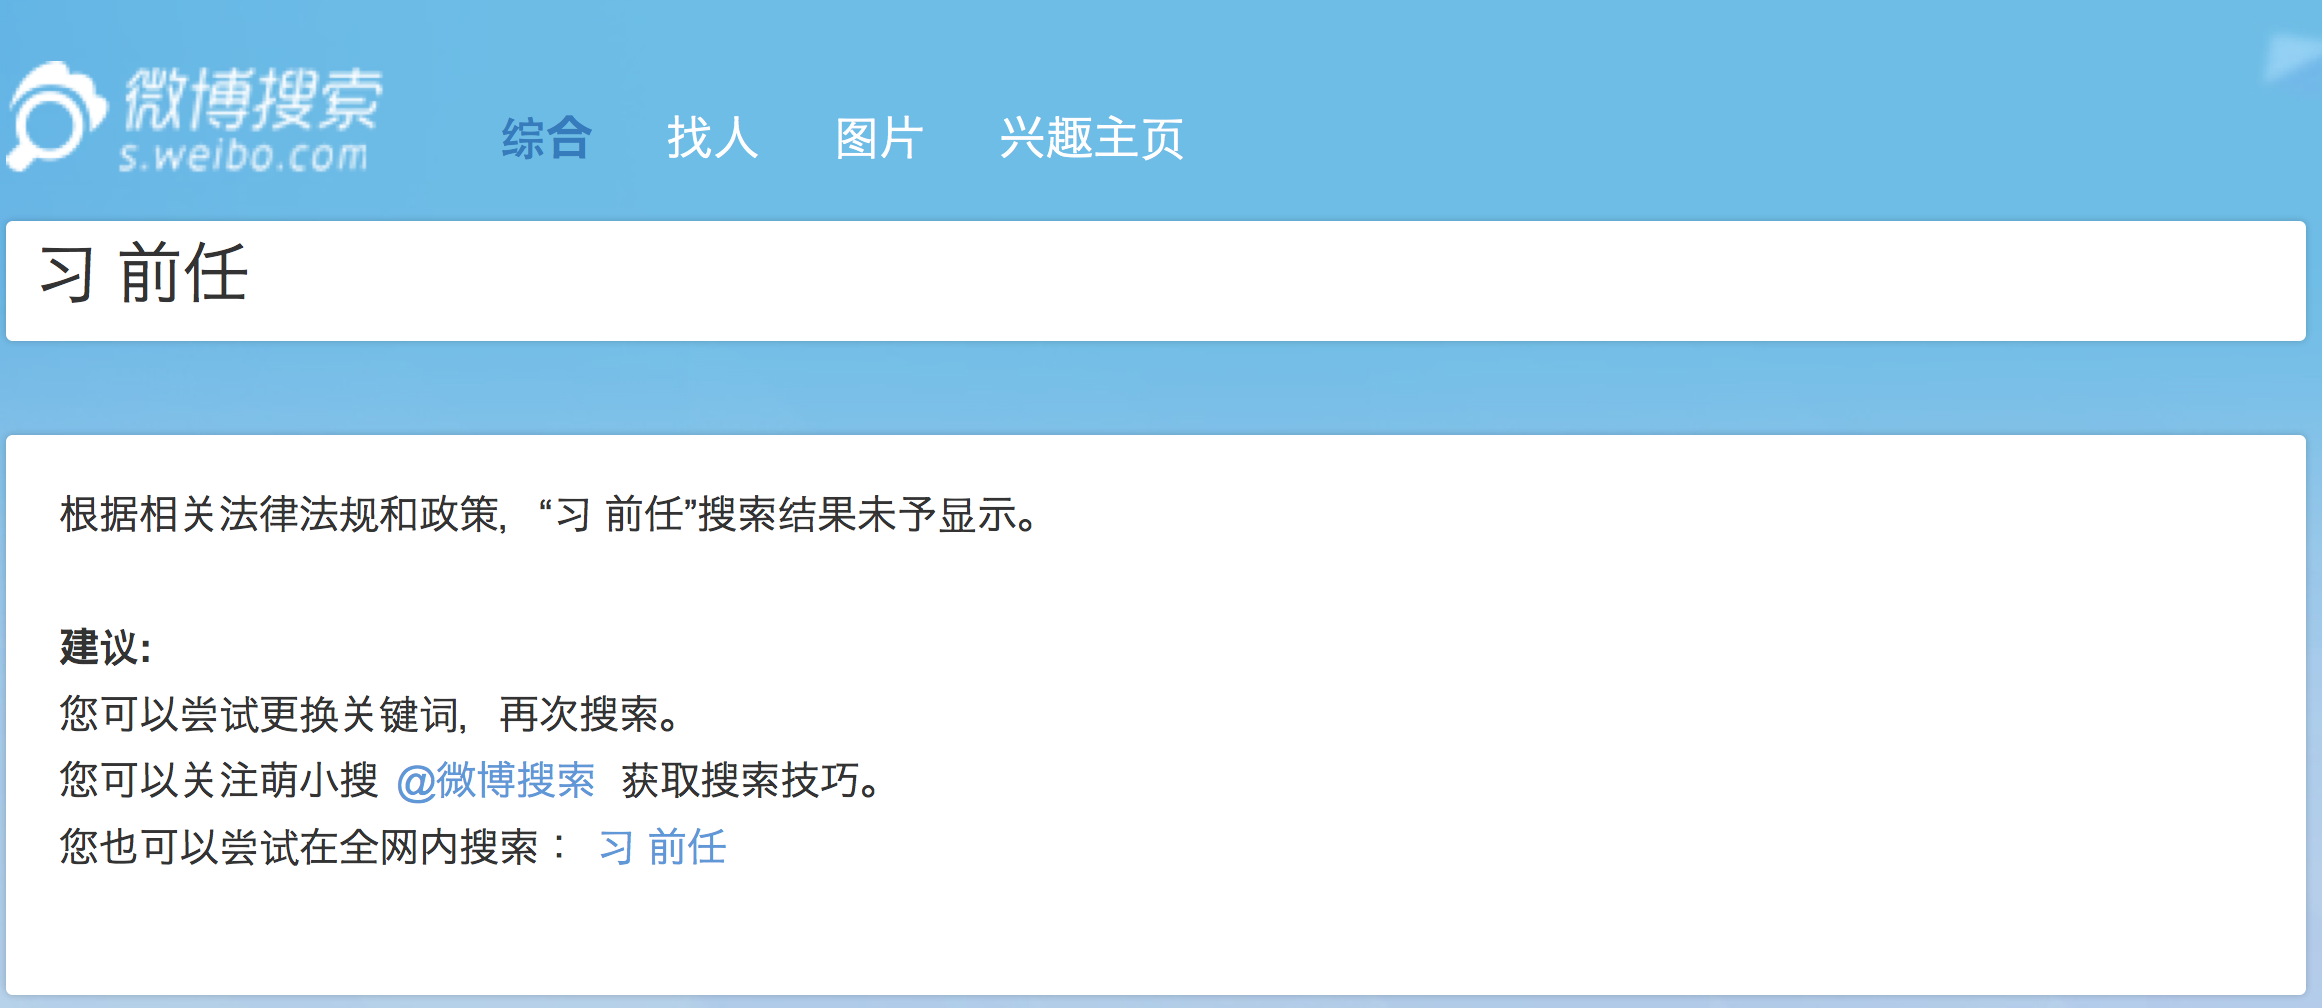 微博搜索
s.weibo.com
综合 找人 图片 兴趣主页
习 前任
根据相关法律法规和政策，“习 前任”搜索结果未予显示。
建议:
您可以尝试更换关键词，再次搜索。
您可以关注萌小搜 @微博搜索 获取搜索技巧。
您也可以尝试在全网内搜索： 习 前任